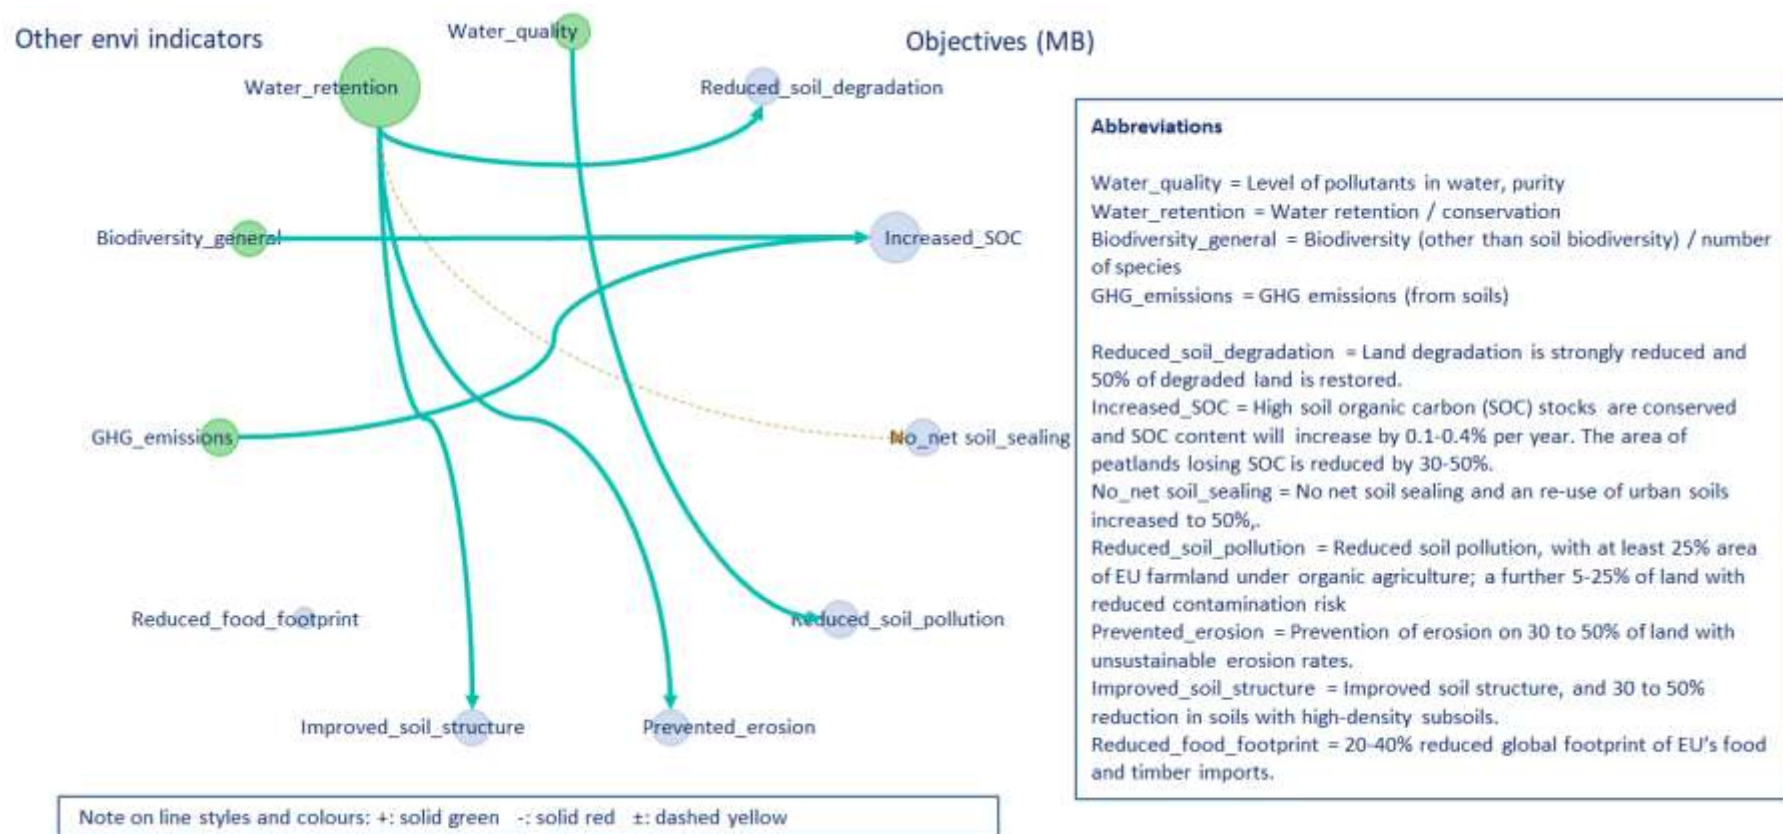 Other envi indicators
Water_quality
Objectives (MB)
Water_retention
Reduced_soil_degradation
Biodiversity_general
Increased_SOC
GHG_emissions
No_net soil_sealing
Reduced_food_footprint
Reduced_soil_pollution
Improved_soil_structure
Prevented_erosion
Abbreviations
Water_quality = Level of pollutants in water, purity
Water_retention = Water retention / conservation
Biodiversity_general = Biodiversity (other than soil biodiversity) / number
of species
GHG_emissions = GHG emissions (from soils)
Reduced_soil_degradation = Land degradation is strongly reduced and
50% of degraded land is restored.
Increased_SOC = High soil organic carbon (SOC) stocks are conserved
and SOC content will increase by 0.1-0.4% per year. The area of
peatlands losing SOC is reduced by 30-50%.
No_net soil_sealing = No net soil sealing and an re-use of urban soils
increased to 50%,.
Reduced_soil_pollution = Reduced soil pollution, with at least 25% area
of EU farmland under organic agriculture; a further 5-25% of land with
reduced contamination risk
Prevented_erosion = Prevention of erosion on 30 to 50% of land with
unsustainable erosion rates.
Improved_soil_structure = Improved soil structure, and 30 to 50%
reduction in soils with high-density subsoils.
Reduced_food_footprint = 20-40% reduced global footprint of EU's food
and timber imports.
Note on line styles and colours: +: solid green -: solid red ±: dashed yellow